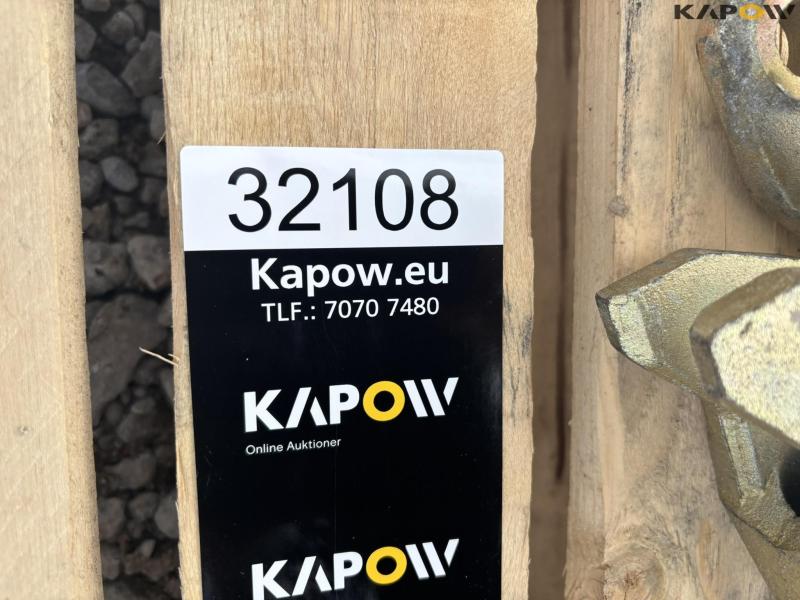 KAPOW
32108
Kapow.eu
TLF.: 7070 7480
KAPOW
Online Auktioner
KAPOW